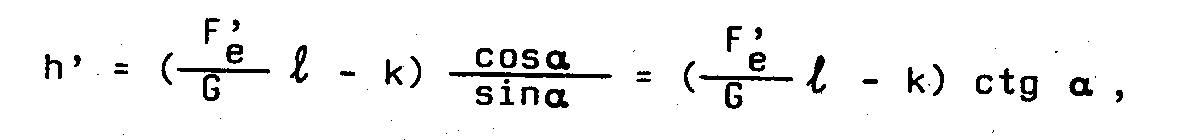 h' = (F'e/G ℓ - k) cosα/sinα = (F'e/G ℓ - k) ctg α ,